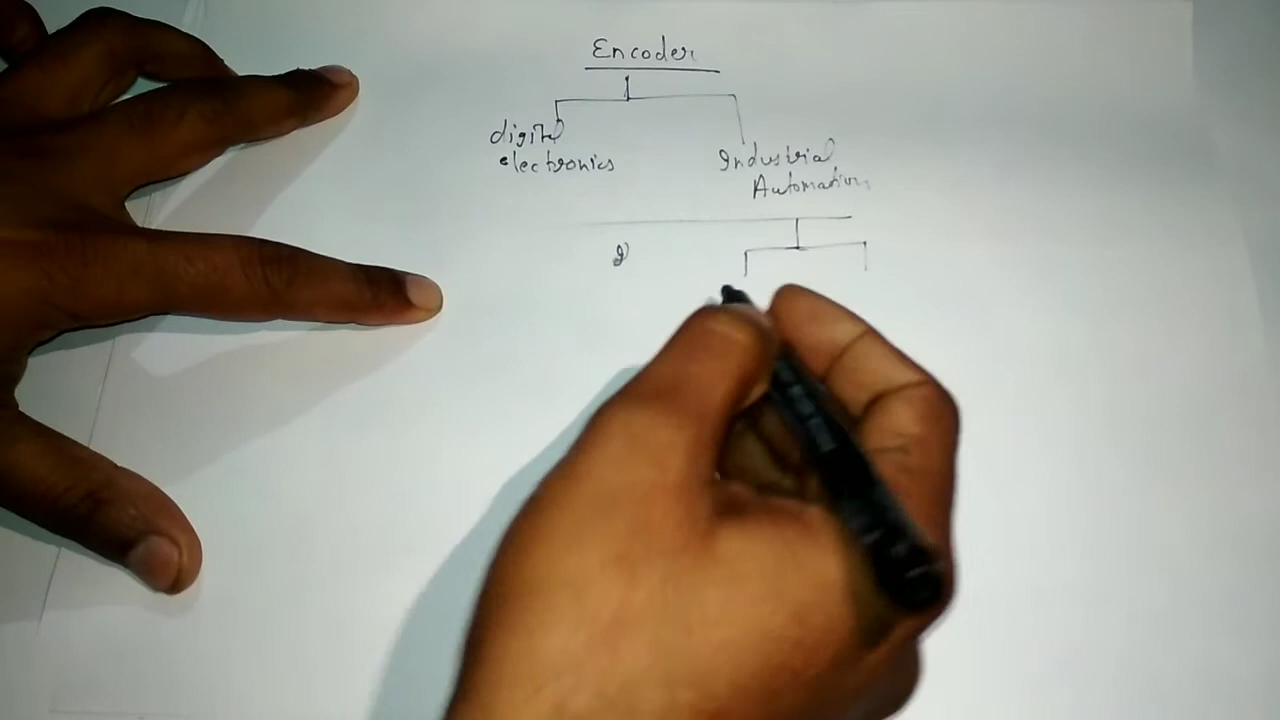 Encoder
digital
electronics
Industrial
Automation